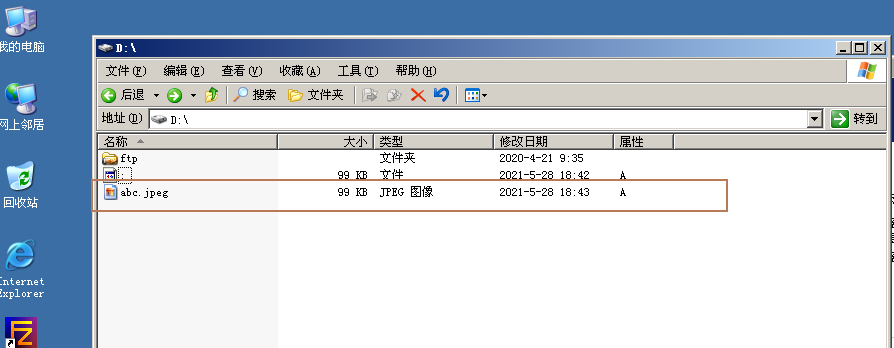 我的电脑
D:\
文件(F) 编辑(E) 查看(V) 收藏(A) 工具(T) 帮助(H)
后退 搜索 文件夹
网上邻居
地址(D) D:\ 转到
名称 大小 类型 修改日期 属性
ftp 文件夹 2020-4-21 9:35
99 KB 文件 2021-5-28 18:42 A
abc.jpeg 99 KB JPEG 图像 2021-5-28 18:43 A
回收站
Internet
Explorer
FZ